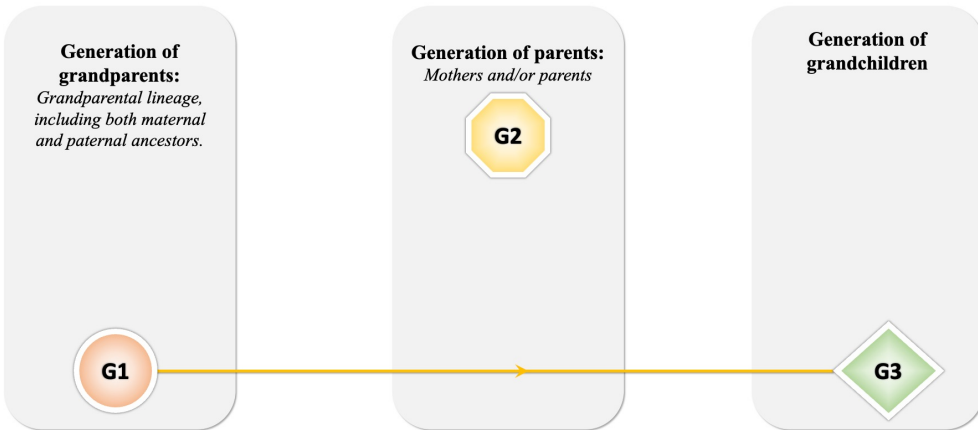 Generation of
grandparents:
Grandparental lineage,
including both maternal
and paternal ancestors.
G1
Generation of parents:
Mothers and/or parents
G2
Generation of
grandchildren
G3